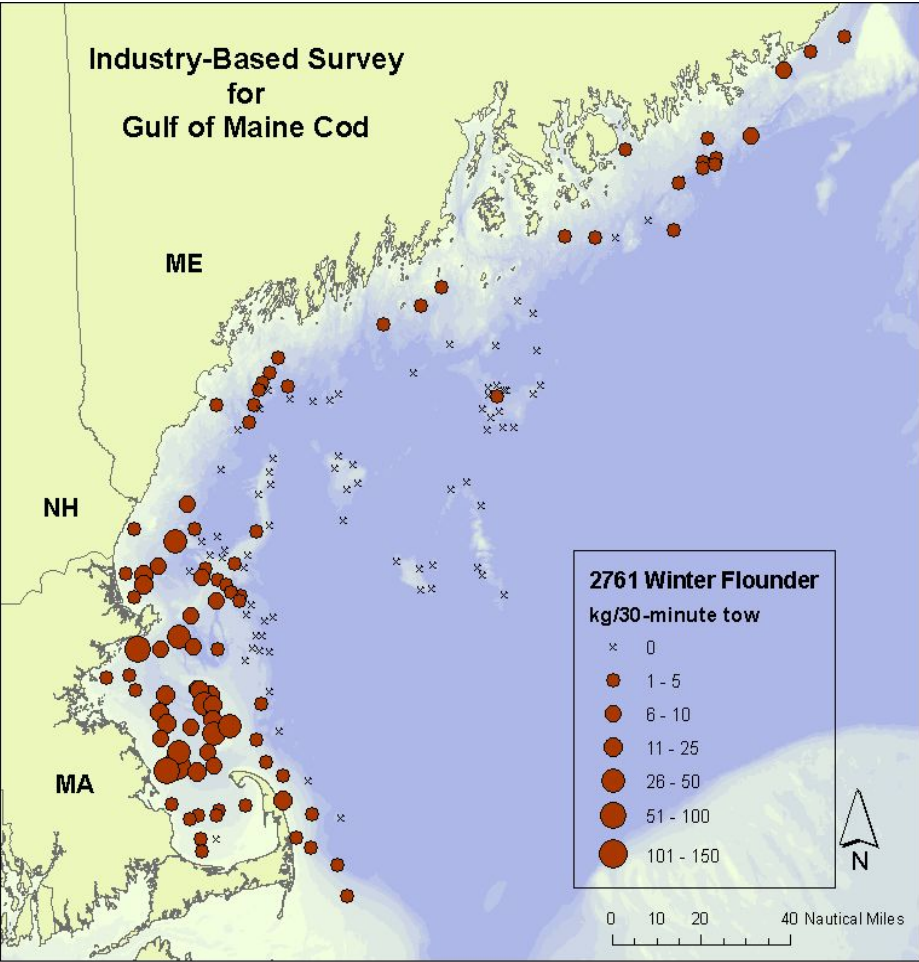 Industry-Based Survey
for
Gulf of Maine Cod
ME
NH
MA
2761 Winter Flounder
kg/30-minute tow
0
1 - 5
6 - 10
11 - 25
26 - 50
51 - 100
101 - 150
N
0 10 20 40 Nautical Miles